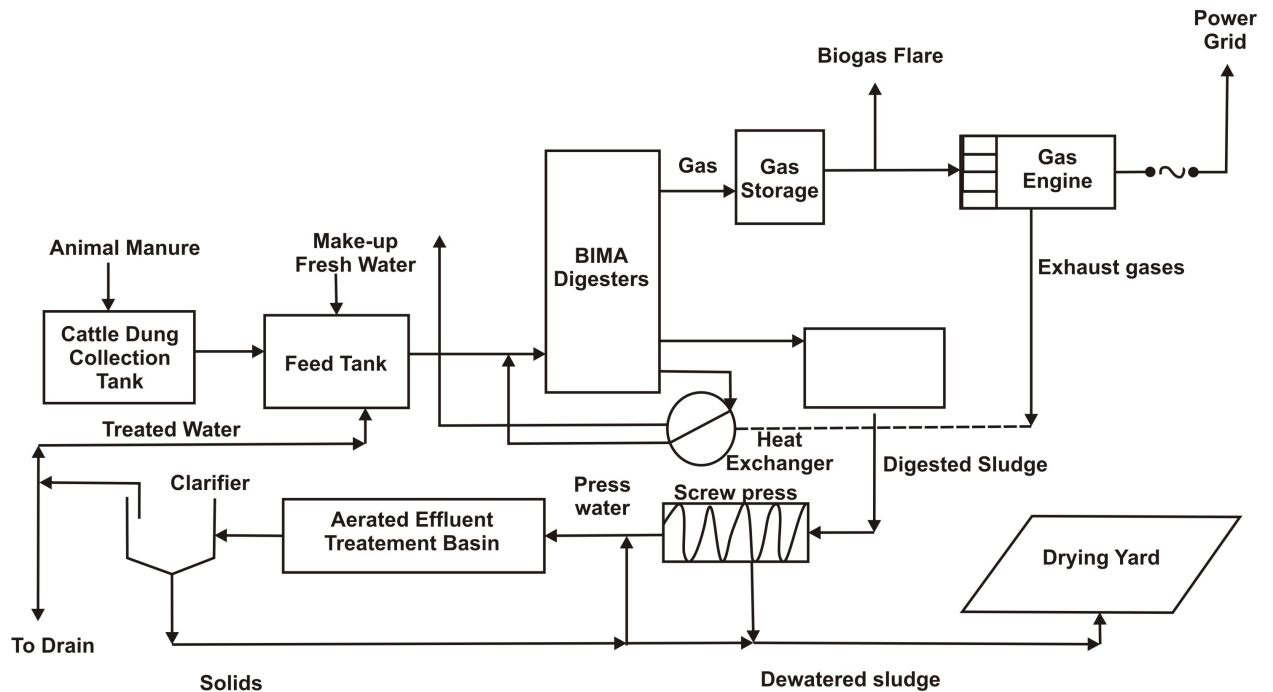 Power
Grid
Biogas Flare
Gas
Gas
Storage
Gas
Engine
BIMA
Digesters
Animal Manure
Make-up
Fresh Water
Exhaust gases
Cattle Dung
Collection
Tank
Feed Tank
Treated Water
Heat
Exchanger
Digested Sludge
Clarifier
Press
water
Screw press
Aerated Effluent
Treatement Basin
Drying Yard
To Drain
Solids
Dewatered sludge